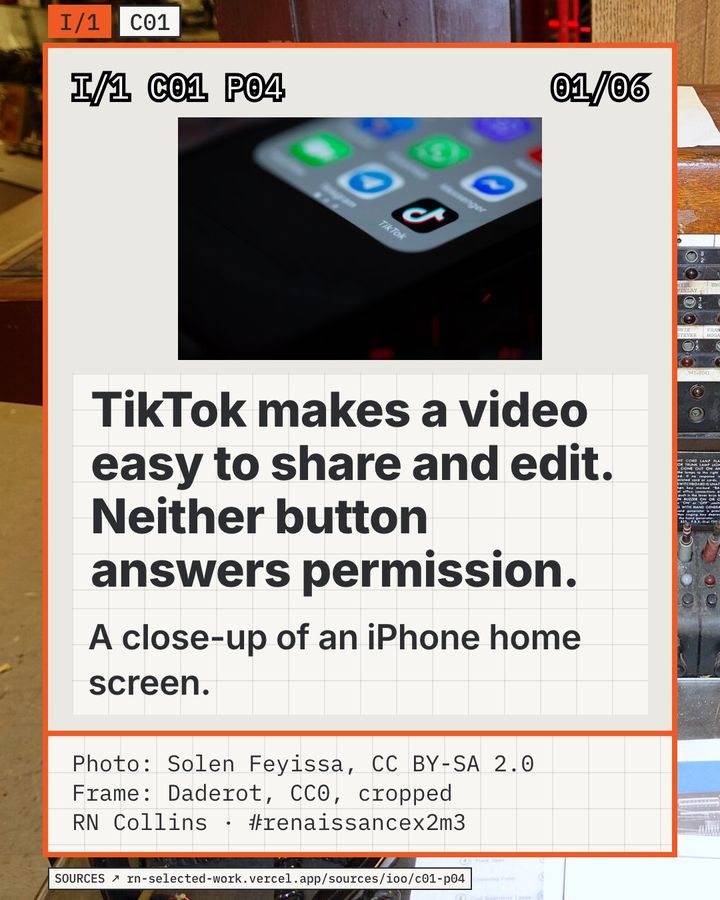 I/1 C01
I/1 C01 P04 01/06
Telegram
Messenger
TikTok
TikTok makes a video
easy to share and edit.
Neither button
answers permission.
A close-up of an iPhone home
screen.
Photo: Solen Feyissa, CC BY-SA 2.0
Frame: Daderot, CC0, cropped
RN Collins · #renaissancex2m3
SOURCES ↗ rn-selected-work.vercel.app/sources/ioo/c01-p04